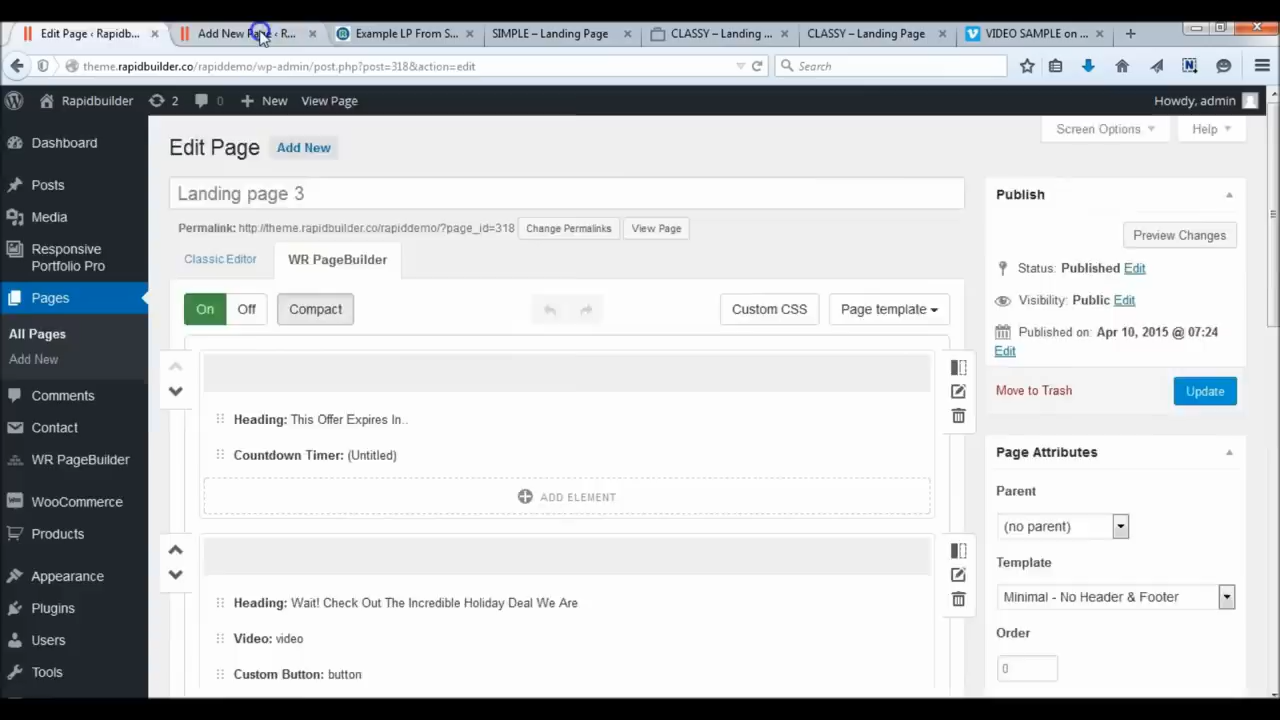 Edit Page ‹ Rapidb...
Add New Page ‹ R...
Example LP From S...
SIMPLE – Landing Page
CLASSY – Landing ...
CLASSY – Landing Page
VIDEO SAMPLE on ...
theme.rapidbuilder.co/rapiddemo/wp-admin/post.php?post=318&action=edit
Search
Rapidbuilder
2
0
New
View Page
Howdy, admin
Dashboard
Posts
Media
Responsive
Portfolio Pro
Pages
All Pages
Add New
Comments
Contact
WR PageBuilder
WooCommerce
Products
Appearance
Plugins
Users
Tools
Screen Options
Help
Edit Page
Add New
Landing page 3
Permalink: http://theme.rapidbuilder.co/rapiddemo/?page_id=318
Change Permalinks
View Page
Classic Editor
WR PageBuilder
On
Off
Compact
Custom CSS
Page template
Heading: This Offer Expires In..
Countdown Timer: (Untitled)
ADD ELEMENT
Heading: Wait! Check Out The Incredible Holiday Deal We Are
Video: video
Custom Button: button
Publish
Preview Changes
Status: Published Edit
Visibility: Public Edit
Published on: Apr 10, 2015 @ 07:24
Edit
Move to Trash
Update
Page Attributes
Parent
(no parent)
Template
Minimal - No Header & Footer
Order
0